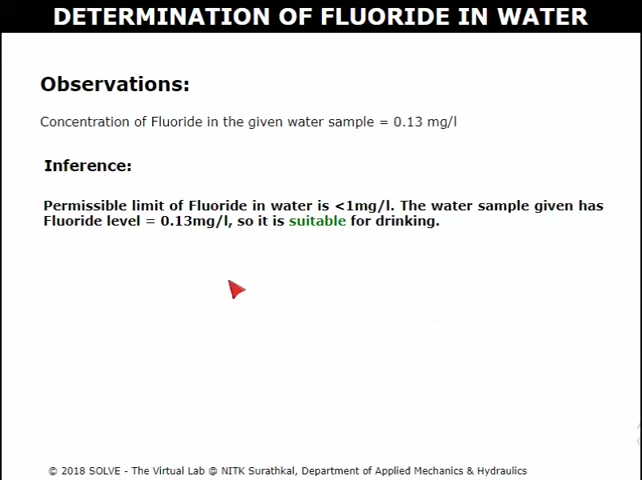 DETERMINATION OF FLUORIDE IN WATER
Observations:
Concentration of Fluoride in the given water sample = 0.13 mg/l
Inference:
Permissible limit of Fluoride in water is <1mg/l. The water sample given has
Fluoride level = 0.13mg/l, so it is suitable for drinking.
© 2018 SOLVE - The Virtual Lab @ NITK Surathkal, Department of Applied Mechanics & Hydraulics